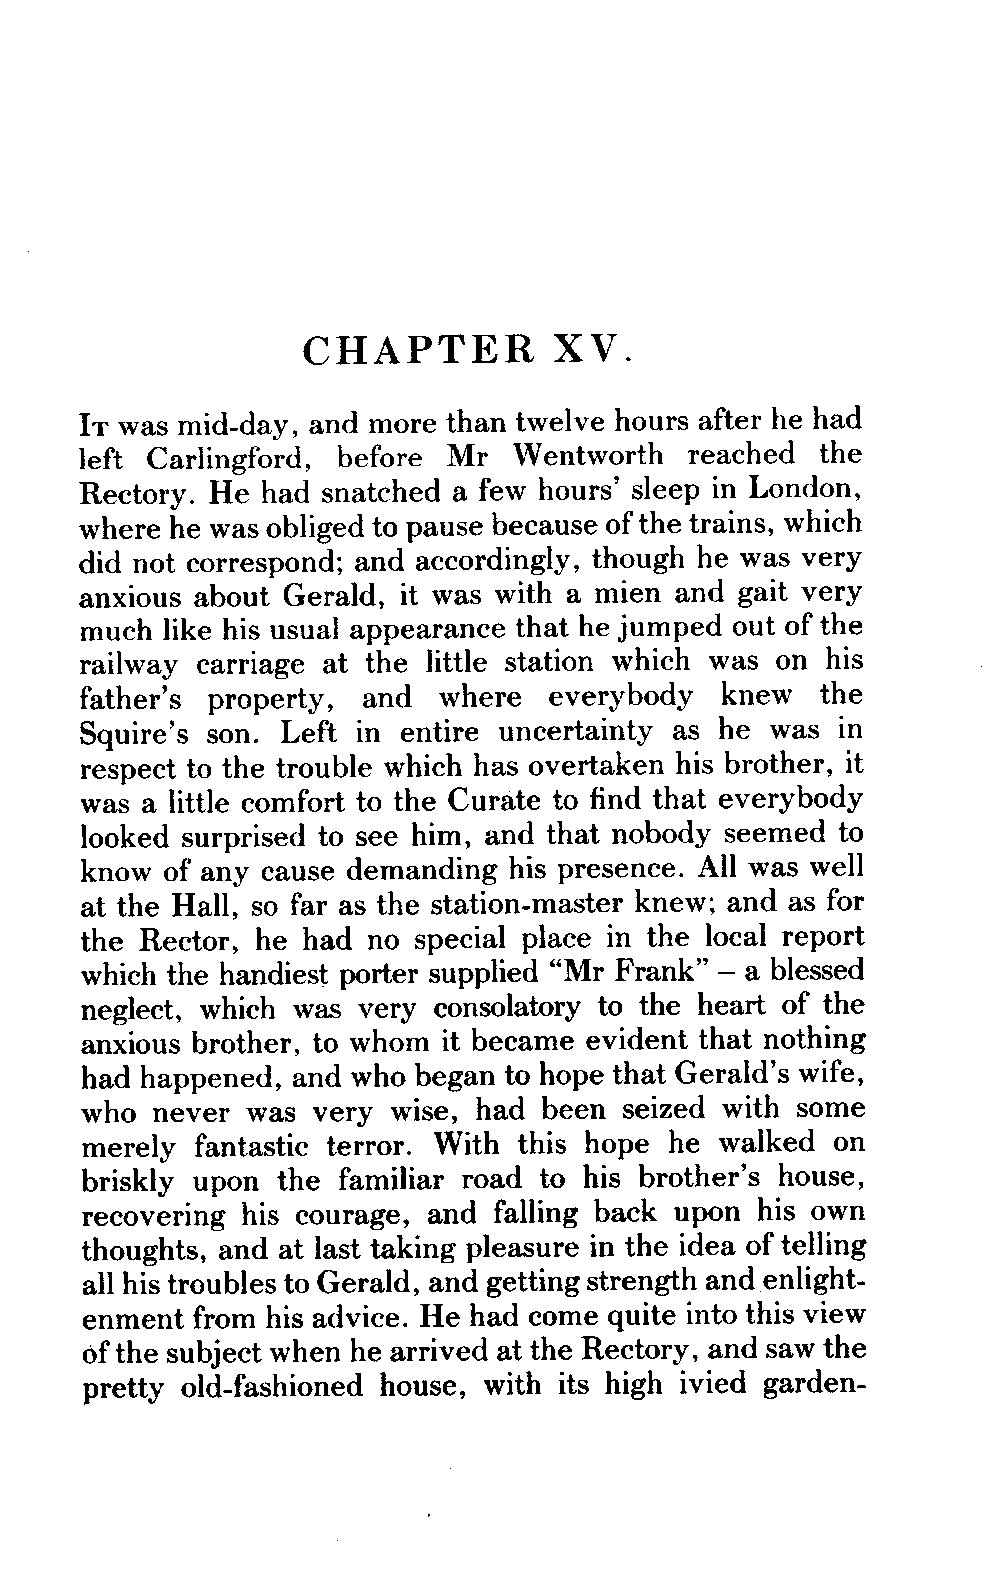 CHAPTER XV.
IT was mid-day, and more than twelve hours after he had
left Carlingford, before Mr Wentworth reached the
Rectory. He had snatched a few hours' sleep in London,
where he was obliged to pause because of the trains, which
did not correspond; and accordingly, though he was very
anxious about Gerald, it was with a mien and gait very
much like his usual appearance that he jumped out of the
railway carriage at the little station which was on his
father's property, and where everybody knew the
Squire's son. Left in entire uncertainty as he was in
respect to the trouble which has overtaken his brother, it
was a little comfort to the Curate to find that everybody
looked surprised to see him, and that nobody seemed to
know of any cause demanding his presence. All was well
at the Hall, so far as the station-master knew; and as for
the Rector, he had no special place in the local report
which the handiest porter supplied “Mr Frank” – a blessed
neglect, which was very consolatory to the heart of the
anxious brother, to whom it became evident that nothing
had happened, and who began to hope that Gerald's wife,
who never was very wise, had been seized with some
merely fantastic terror. With this hope he walked on
briskly upon the familiar road to his brother's house,
recovering his courage, and falling back upon his own
thoughts, and at last taking pleasure in the idea of telling
all his troubles to Gerald, and getting strength and enlight-
enment from his advice. He had come quite into this view
of the subject when he arrived at the Rectory, and saw the
pretty old-fashioned house, with its high ivied garden-